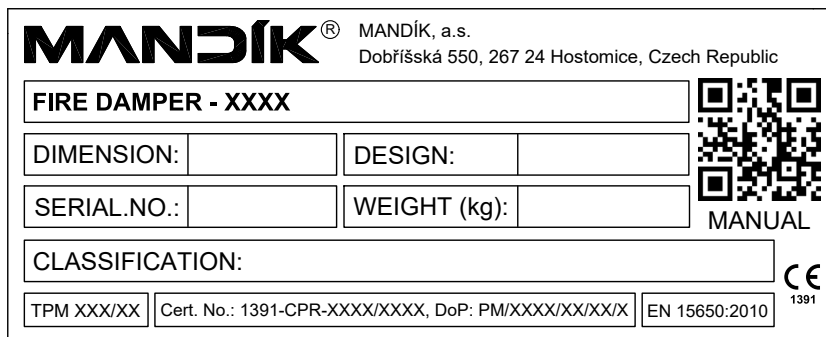 MANDÍK® MANDÍK, a.s.
Dobříšská 550, 267 24 Hostomice, Czech Republic
FIRE DAMPER - XXXX
DIMENSION: DESIGN:
SERIAL.NO.: WEIGHT (kg):
MANUAL
CLASSIFICATION:
CE
1391
TPM XXX/XX Cert. No.: 1391-CPR-XXXX/XXXX, DoP: PM/XXXX/XX/XX/X EN 15650:2010